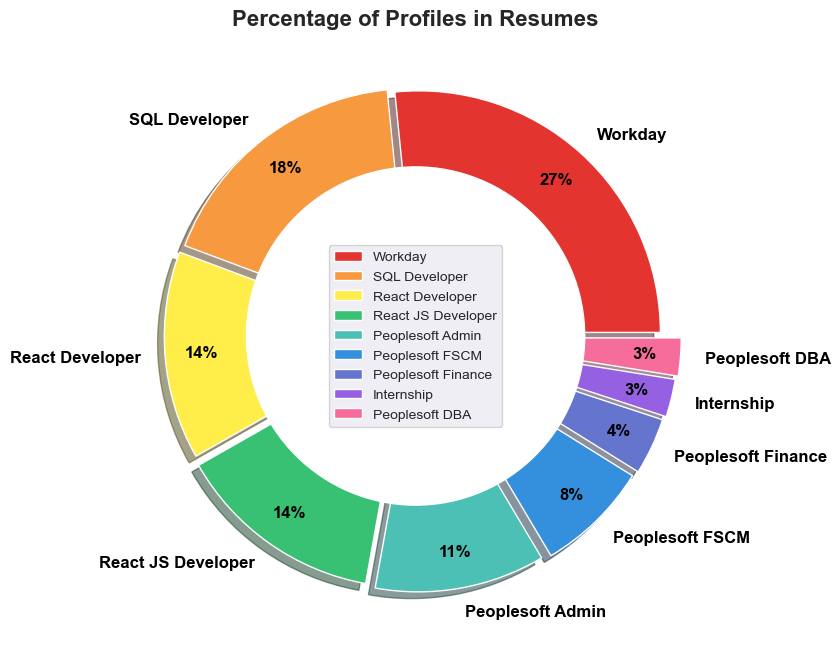 Percentage of Profiles in Resumes
SQL Developer
Workday
18%
27%
Workday
SQL Developer
React Developer
React JS Developer
Peoplesoft Admin
Peoplesoft FSCM
Peoplesoft Finance
Internship
Peoplesoft DBA
React Developer
14%
3%
Peoplesoft DBA
3%
Internship
4%
Peoplesoft Finance
8%
Peoplesoft FSCM
14%
React JS Developer
11%
Peoplesoft Admin